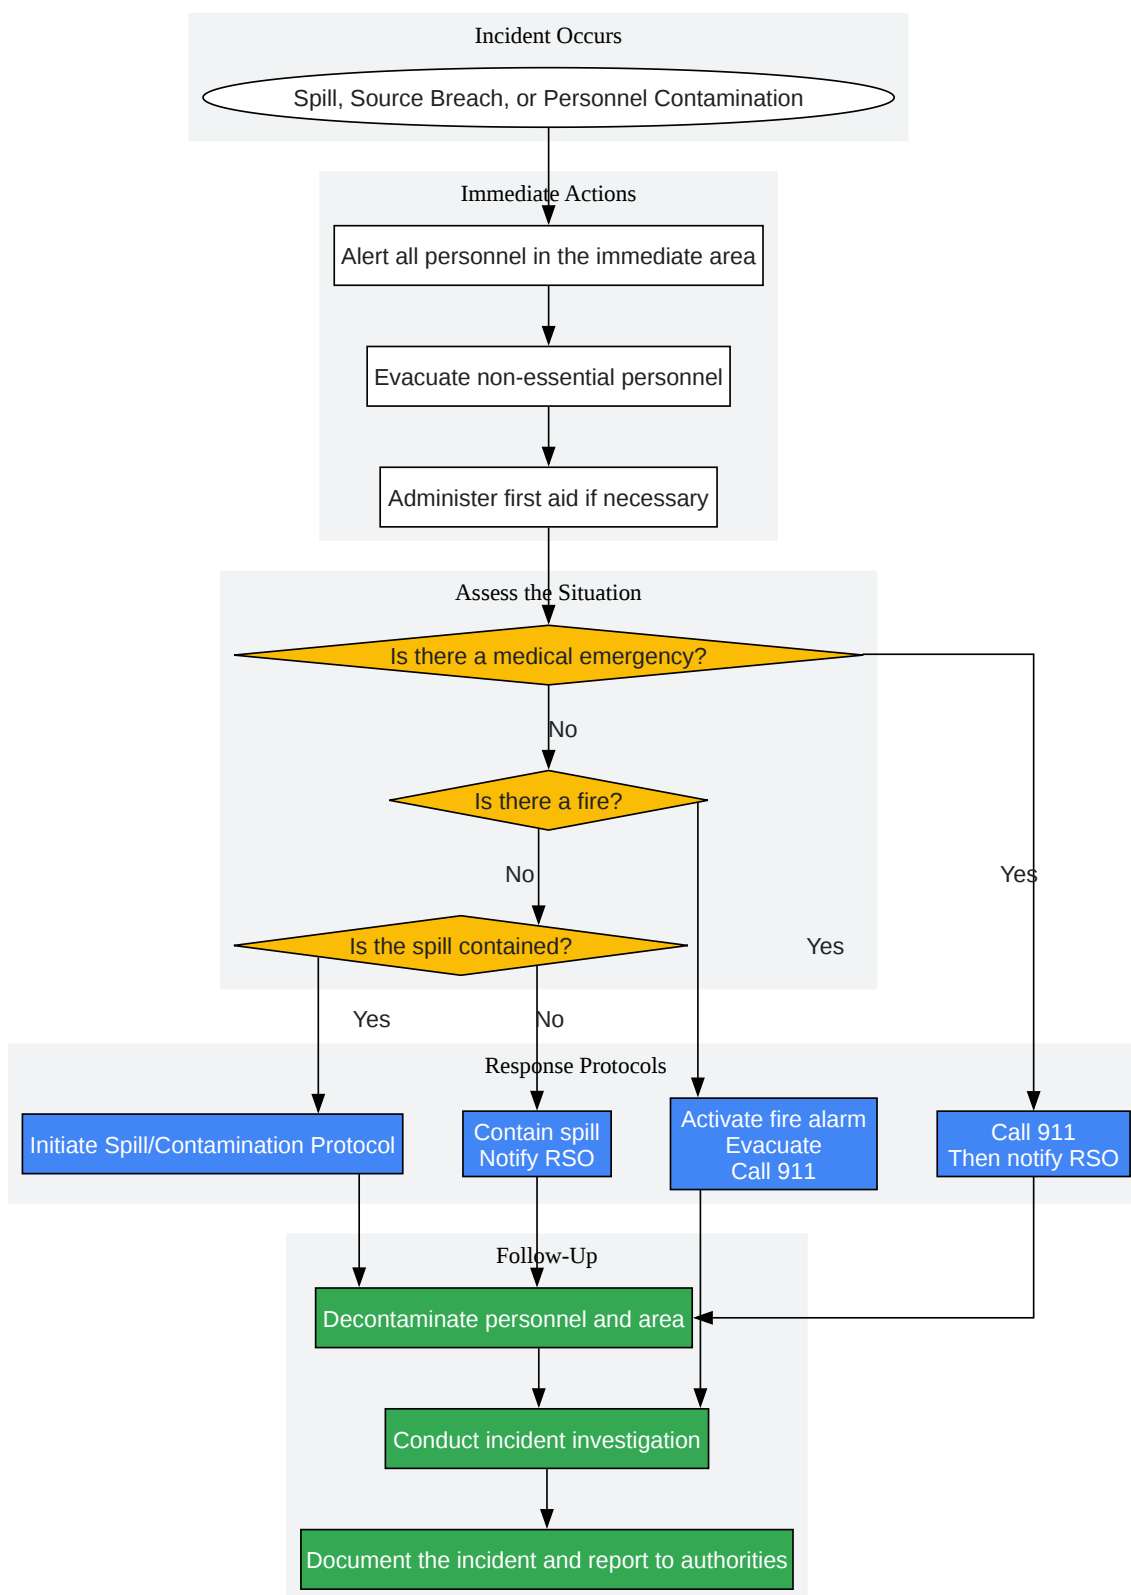 Incident Occurs
Spill, Source Breach, or Personnel Contamination
Immediate Actions
Alert all personnel in the immediate area
Evacuate non-essential personnel
Administer first aid if necessary
Assess the Situation
Is there a medical emergency?
No
Is there a fire?
No
Yes
Is the spill contained?
Yes
Yes
No
Response Protocols
Initiate Spill/Contamination Protocol
Contain spill
Notify RSO
Activate fire alarm
Evacuate
Call 911
Call 911
Then notify RSO
Follow-Up
Decontaminate personnel and area
Conduct incident investigation
Document the incident and report to authorities